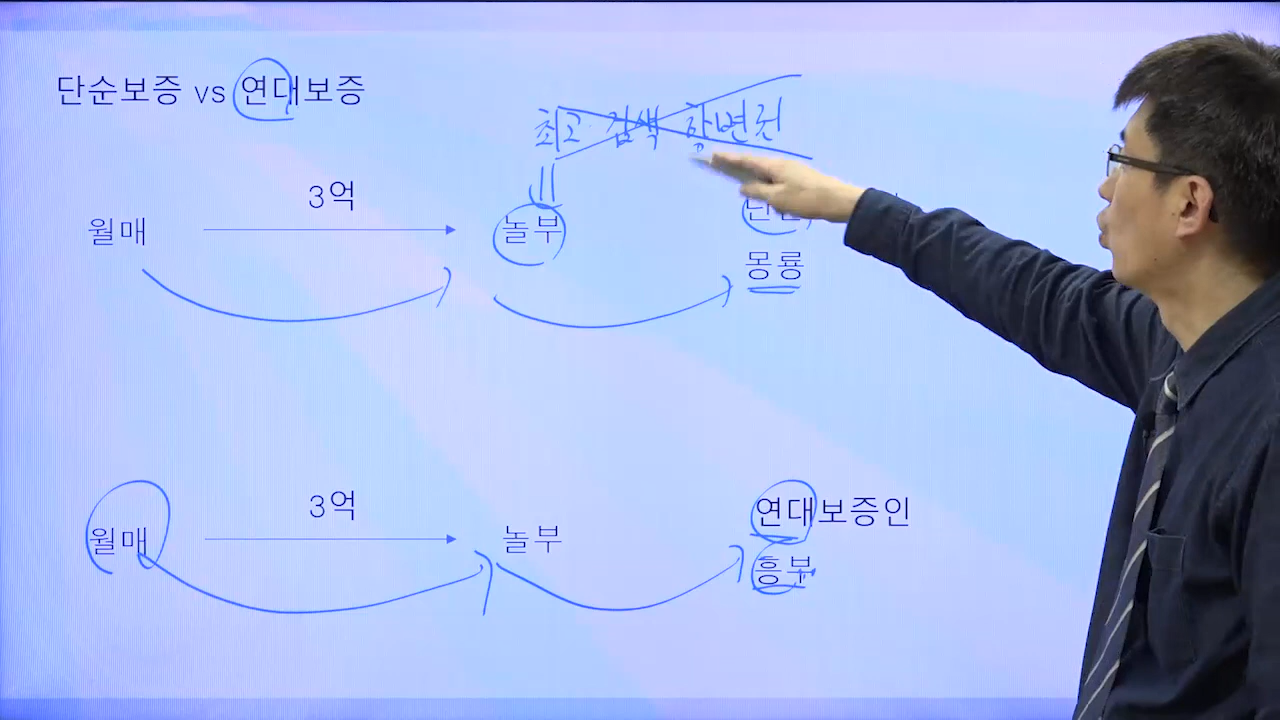 단순보증 vs 연대보증
최고·검색 항변권
월매
3억
놀부
몽룡
월매
3억
놀부
연대보증인
흥부